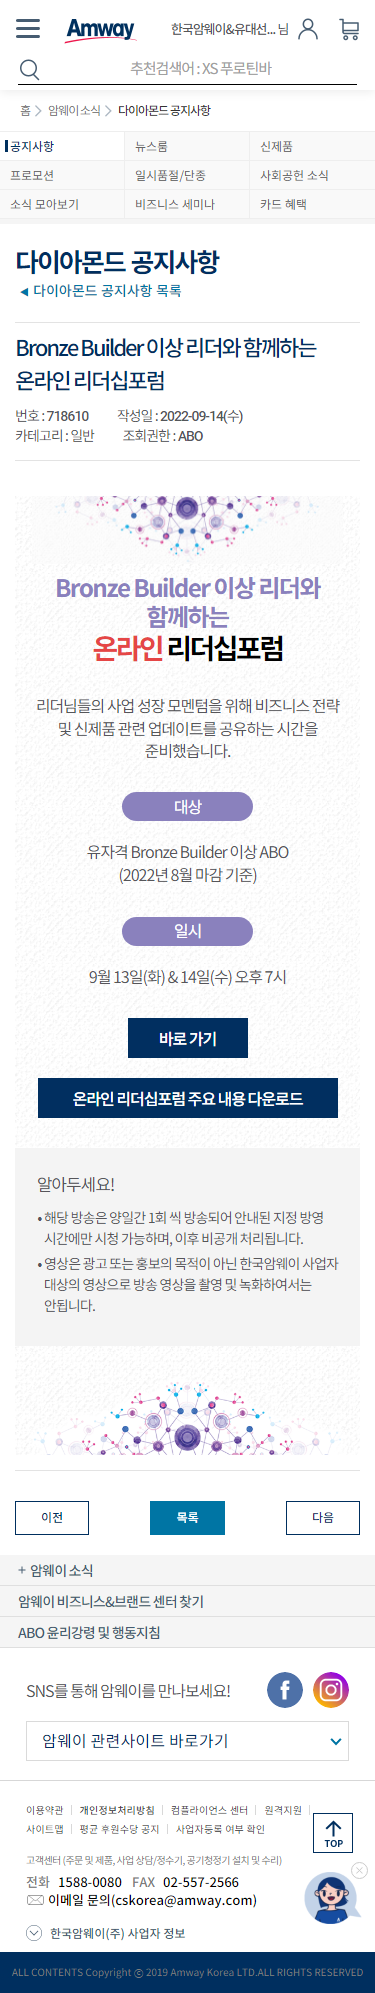 Amway
한국암웨이&유대선... 님
추천검색어 : XS 푸로틴바
홈 > 암웨이 소식 > 다이아몬드 공지사항
공지사항 뉴스룸 신제품
프로모션 일시품절/단종 사회공헌 소식
소식 모아보기 비즈니스 세미나 카드 혜택
다이아몬드 공지사항
◀ 다이아몬드 공지사항 목록
Bronze Builder 이상 리더와 함께하는
온라인 리더십포럼
번호 : 718610 작성일 : 2022-09-14(수)
카테고리 : 일반 조회권한 : ABO
Bronze Builder 이상 리더와
함께하는
온라인 리더십포럼
리더님들의 사업 성장 모멘텀을 위해 비즈니스 전략
및 신제품 관련 업데이트를 공유하는 시간을
준비했습니다.
대상
유자격 Bronze Builder 이상 ABO
(2022년 8월 마감 기준)
일시
9월 13일(화) & 14일(수) 오후 7시
바로 가기
온라인 리더십포럼 주요 내용 다운로드
알아두세요!
• 해당 방송은 양일간 1회 씩 방송되어 안내된 지정 방영
시간에만 시청 가능하며, 이후 비공개 처리됩니다.
• 영상은 광고 또는 홍보의 목적이 아닌 한국암웨이 사업자
대상의 영상으로 방송 영상을 촬영 및 녹화하여서는
안됩니다.
이전 목록 다음
+ 암웨이 소식
암웨이 비즈니스&브랜드 센터 찾기
ABO 윤리강령 및 행동지침
SNS를 통해 암웨이를 만나보세요!
암웨이 관련사이트 바로가기
이용약관 개인정보처리방침 컴플라이언스 센터 원격지원
사이트맵 평균 후원수당 공지 사업자등록 여부 확인
TOP
고객센터 (주문 및 제품, 사업 상담/정수기, 공기청정기 설치 및 수리)
전화 1588-0080 FAX 02-557-2566
이메일 문의(cskorea@amway.com)
한국암웨이(주) 사업자 정보
ALL CONTENTS Copyright ⓒ 2019 Amway Korea LTD.ALL RIGHTS RESERVED